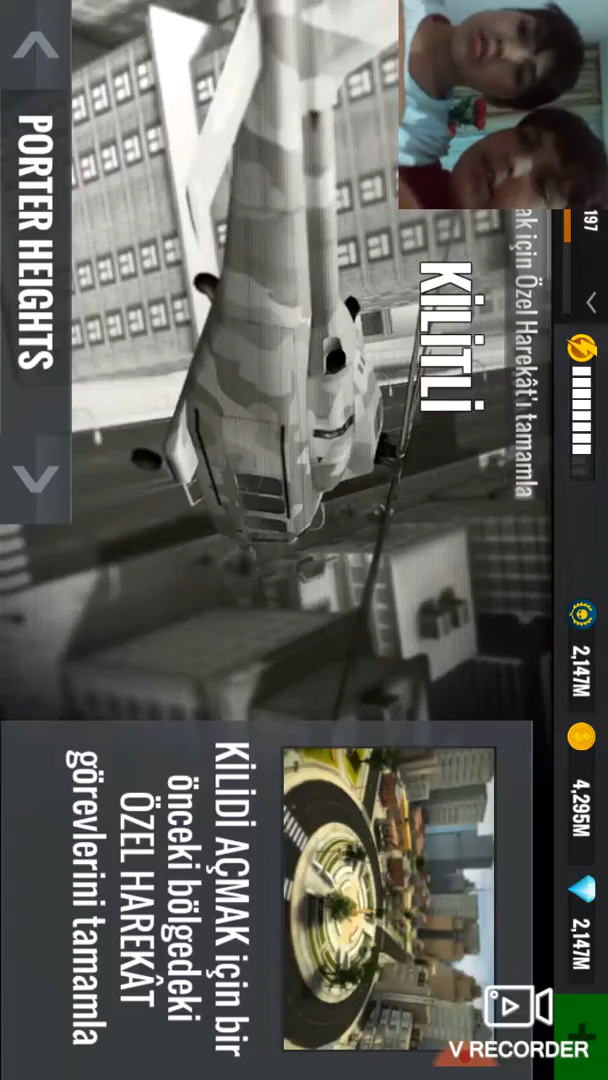 197
2,147M
4,295M
2,147M
ak için Özel Harekât'ı tamamla
KİLİTLİ
PORTER HEIGHTS
KİLİDİ AÇMAK için bir
önceki bölgedeki
ÖZEL HAREKÂT
görevlerini tamamla
V RECORDER